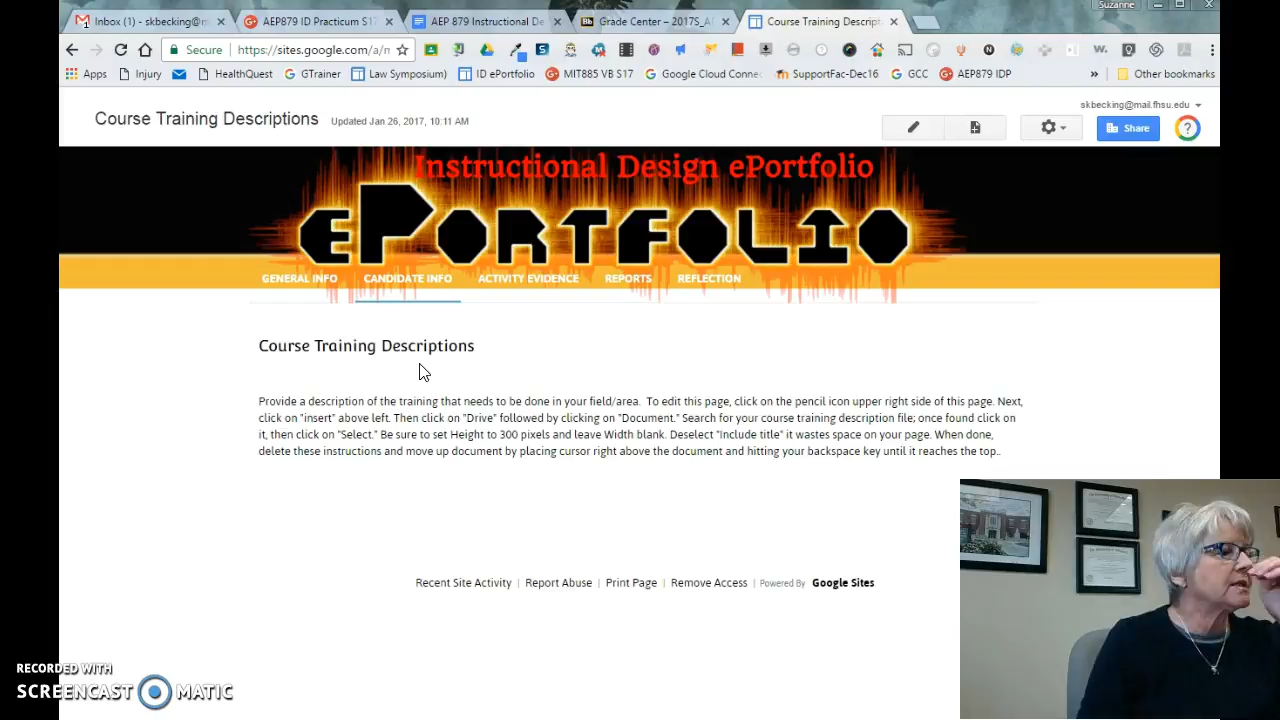 Suzanne
Inbox (1) - skbecking@m
AEP879 ID Practicum S17
AEP 879 Instructional De
Grade Center – 2017S_A
Course Training Descript
Secure
https://sites.google.com/a/m
Apps
Injury
HealthQuest
GTrainer
Law Symposium)
ID ePortfolio
MIT885 VB S17
Google Cloud Conne
SupportFac-Dec16
GCC
AEP879 IDP
»
Other bookmarks
skbecking@mail.fhsu.edu
Course Training Descriptions Updated Jan 26, 2017, 10:11 AM
Share
Instructional Design ePortfolio
ePORTFOLIO
GENERAL INFO CANDIDATE INFO ACTIVITY EVIDENCE REPORTS REFLECTION
Course Training Descriptions
Provide a description of the training that needs to be done in your field/area. To edit this page, click on the pencil icon upper right side of this page. Next,
click on "insert" above left. Then click on "Drive" followed by clicking on "Document." Search for your course training description file; once found click on
it, then click on "Select." Be sure to set Height to 300 pixels and leave Width blank. Deselect "Include title" it wastes space on your page. When done,
delete these instructions and move up document by placing cursor right above the document and hitting your backspace key until it reaches the top..
Recent Site Activity | Report Abuse | Print Page | Remove Access | Powered By Google Sites
RECORDED WITH
SCREENCAST MATIC